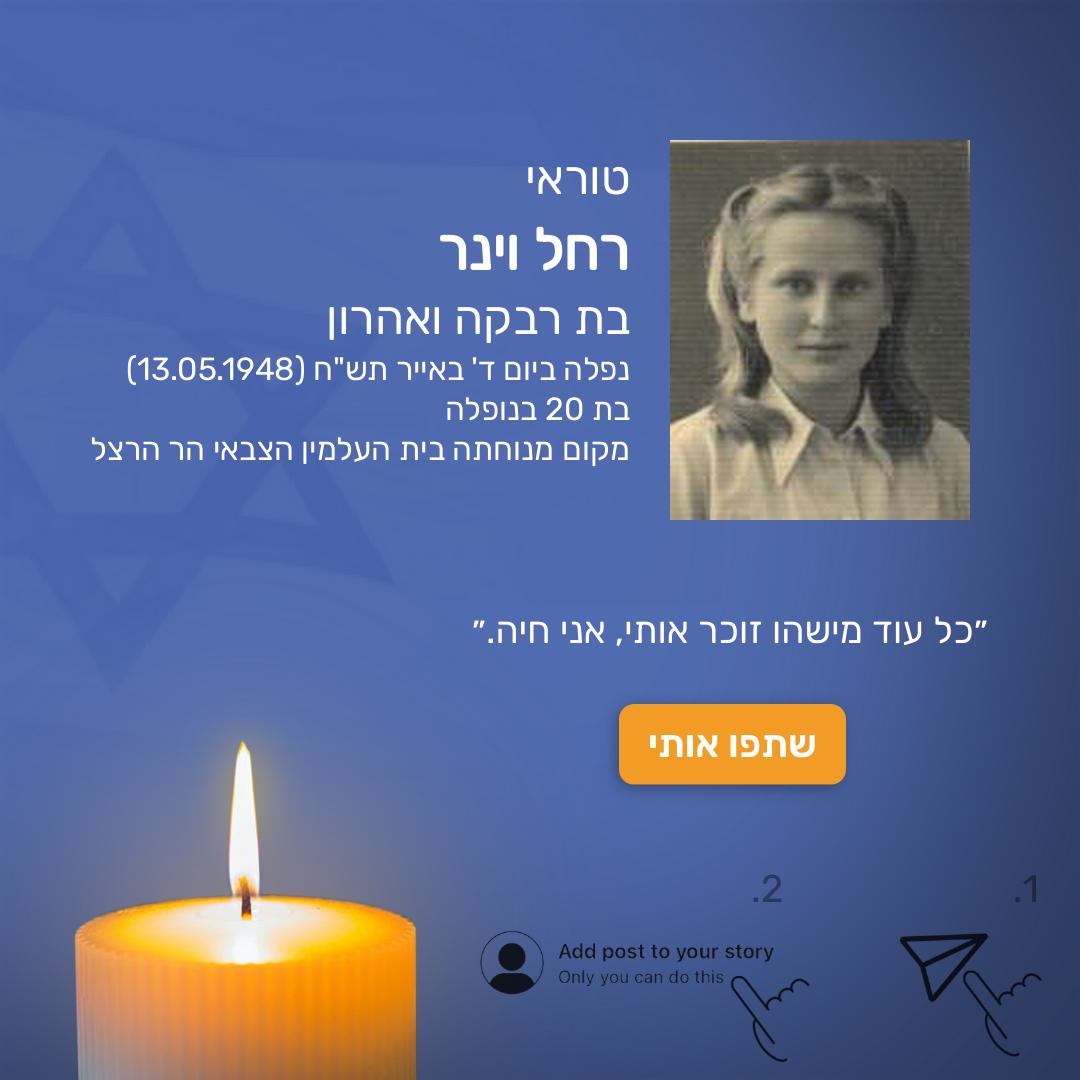 טוראי
רחל וינר
בת רבקה ואהרון
נפלה ביום ד' באייר תש"ח (13.05.1948)
בת 20 בנופלה
מקום מנוחתה בית העלמין הצבאי הר הרצל
״כל עוד מישהו זוכר אותי, אני חיה.״
שתפו אותי
1.
2.
Add post to your story
Only you can do this